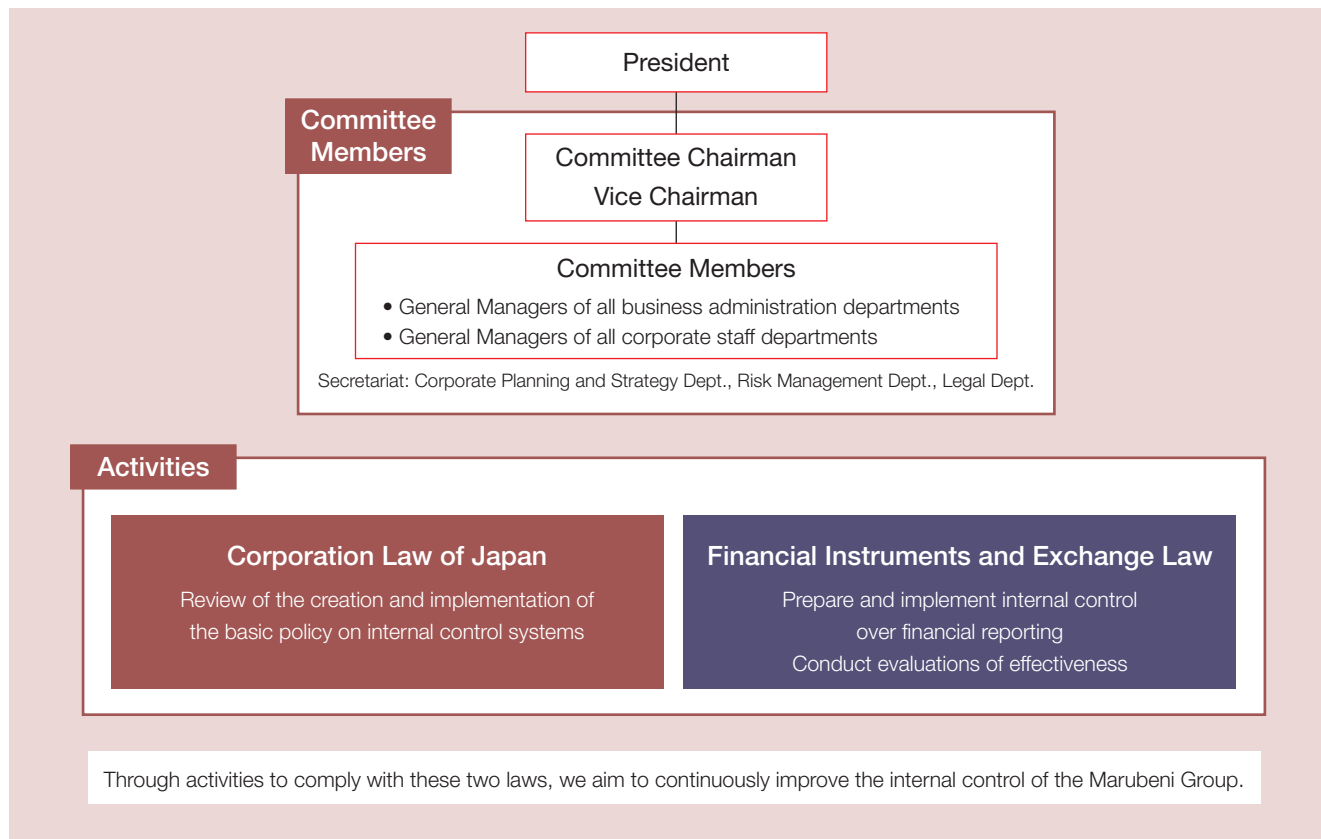 President
Committee
Members
Committee Chairman
Vice Chairman
Committee Members
• General Managers of all business administration departments
• General Managers of all corporate staff departments
Secretariat: Corporate Planning and Strategy Dept., Risk Management Dept., Legal Dept.
Activities
Corporation Law of Japan
Review of the creation and implementation of
the basic policy on internal control systems
Financial Instruments and Exchange Law
Prepare and implement internal control
over financial reporting
Conduct evaluations of effectiveness
Through activities to comply with these two laws, we aim to continuously improve the internal control of the Marubeni Group.